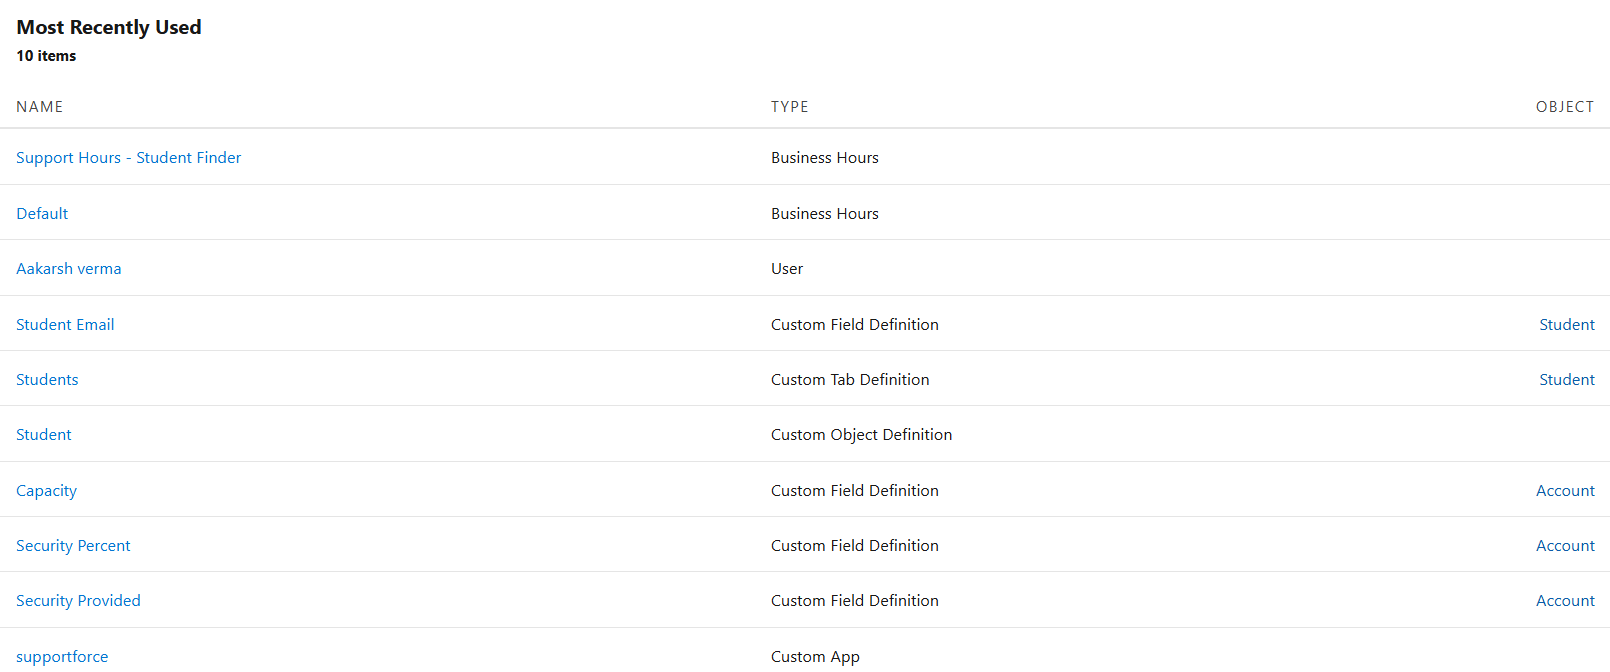 Most Recently Used
10 items
NAME TYPE OBJECT
Support Hours - Student Finder Business Hours
Default Business Hours
Aakarsh verma User
Student Email Custom Field Definition Student
Students Custom Tab Definition Student
Student Custom Object Definition
Capacity Custom Field Definition Account
Security Percent Custom Field Definition Account
Security Provided Custom Field Definition Account
supportforce Custom App